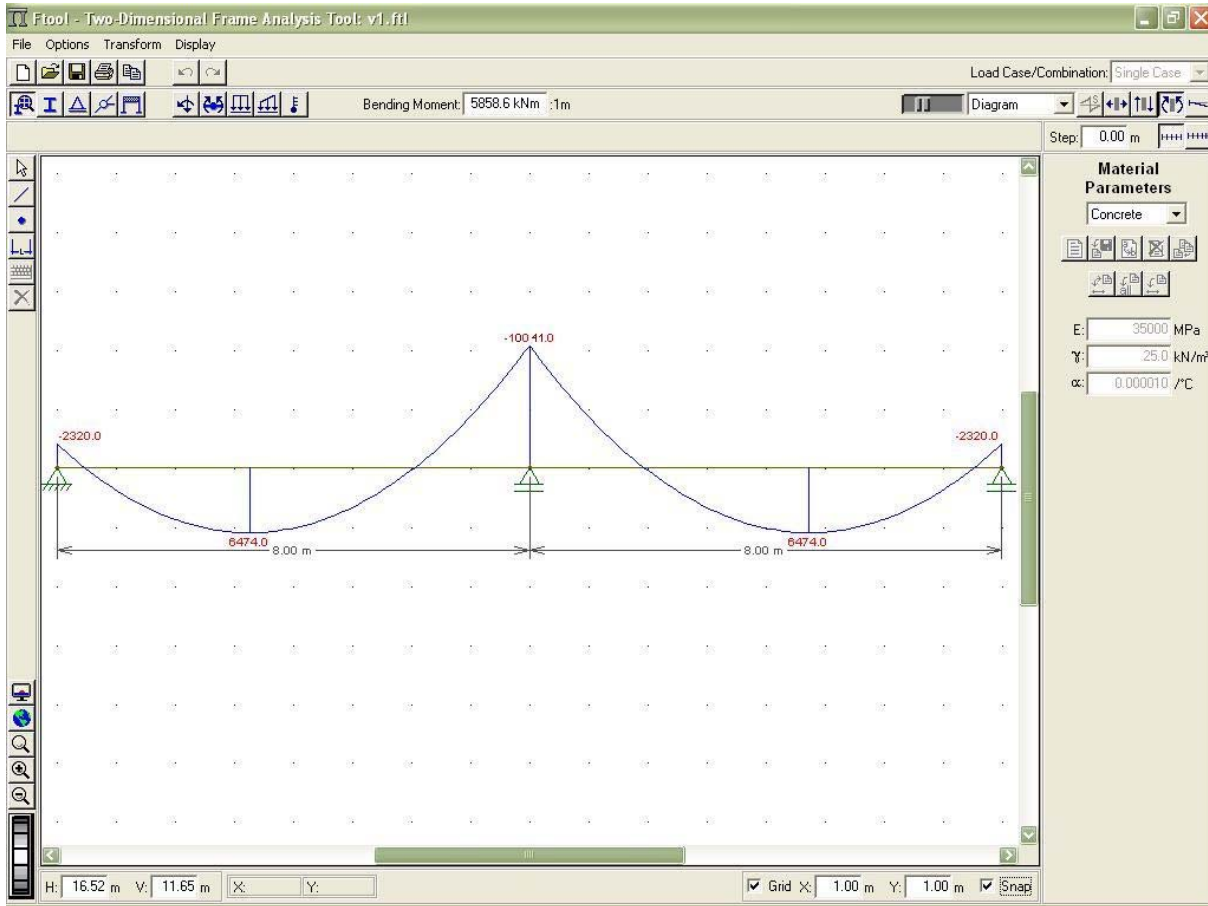 Ftool - Two-Dimensional Frame Analysis Tool: v1.ftl
File Options Transform Display
Load Case/Combination: Single Case
Bending Moment: 5858.6 kNm :1m
Diagram
Step: 0.00 m
Material
Parameters
Concrete
all
E: 35000 MPa
γ: 25.0 kN/m³
α: 0.000010 /°C
-10041.0
-2320.0
-2320.0
6474.0
6474.0
8.00 m
8.00 m
H: 16.52 m V: 11.65 m X: Y:
Grid X: 1.00 m Y: 1.00 m Snap